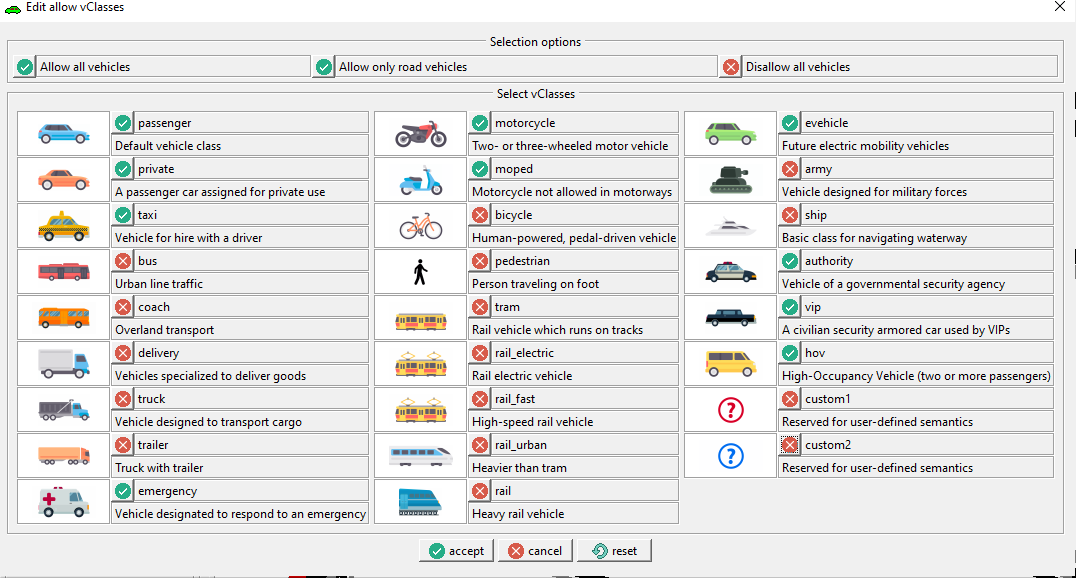 Edit allow vClasses
Selection options
Allow all vehicles
Allow only road vehicles
Disallow all vehicles
Select vClasses
passenger
Default vehicle class
private
A passenger car assigned for private use
taxi
Vehicle for hire with a driver
bus
Urban line traffic
coach
Overland transport
delivery
Vehicles specialized to deliver goods
truck
Vehicle designed to transport cargo
trailer
Truck with trailer
emergency
Vehicle designated to respond to an emergency
motorcycle
Two- or three-wheeled motor vehicle
moped
Motorcycle not allowed in motorways
bicycle
Human-powered, pedal-driven vehicle
pedestrian
Person traveling on foot
tram
Rail vehicle which runs on tracks
rail_electric
Rail electric vehicle
rail_fast
High-speed rail vehicle
rail_urban
Heavier than tram
rail
Heavy rail vehicle
evehicle
Future electric mobility vehicles
army
Vehicle designed for military forces
ship
Basic class for navigating waterway
authority
Vehicle of a governmental security agency
vip
A civilian security armored car used by VIPs
hov
High-Occupancy Vehicle (two or more passengers)
?
custom1
Reserved for user-defined semantics
?
custom2
Reserved for user-defined semantics
accept
cancel
reset